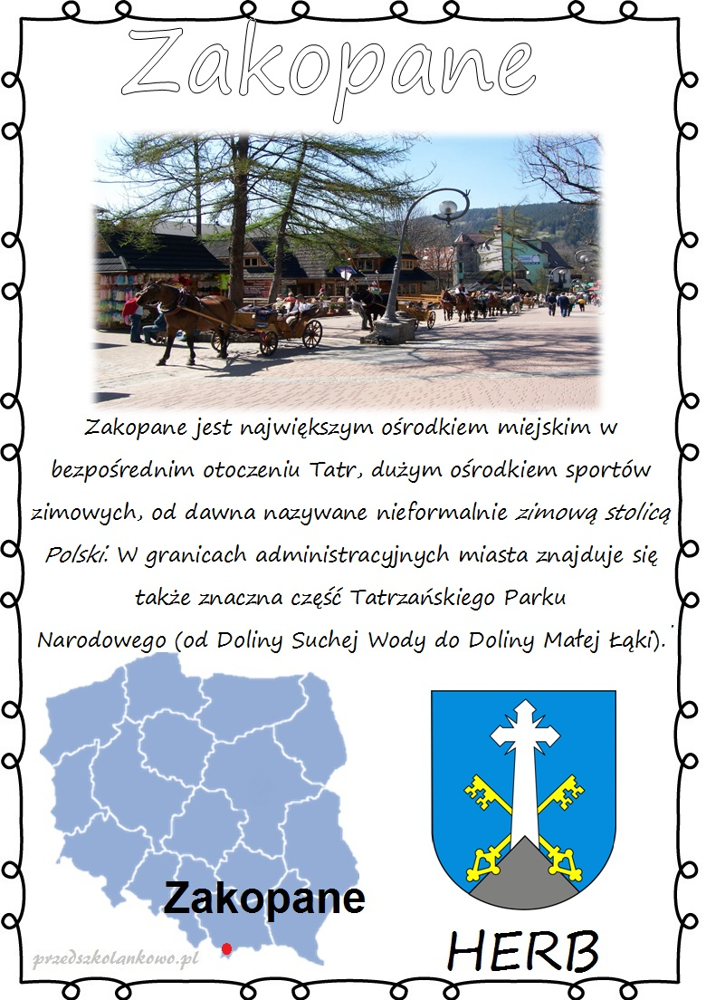 Zakopane
Zakopane jest największym ośrodkiem miejskim w
bezpośrednim otoczeniu Tatr, dużym ośrodkiem sportów
zimowych, od dawna nazywane nieformalnie zimową stolicą
Polski. W granicach administracyjnych miasta znajduje się
także znaczna część Tatrzańskiego Parku
Narodowego (od Doliny Suchej Wody do Doliny Małej Łąki).
Zakopane
przedszkolankowo.pl
HERB